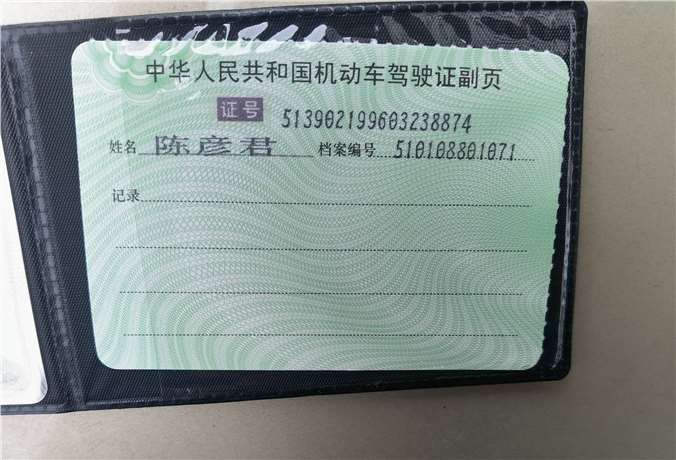 中华人民共和国机动车驾驶证副页
证号 513902199603238874
姓名 陈彦君 档案编号 510108801071
记录